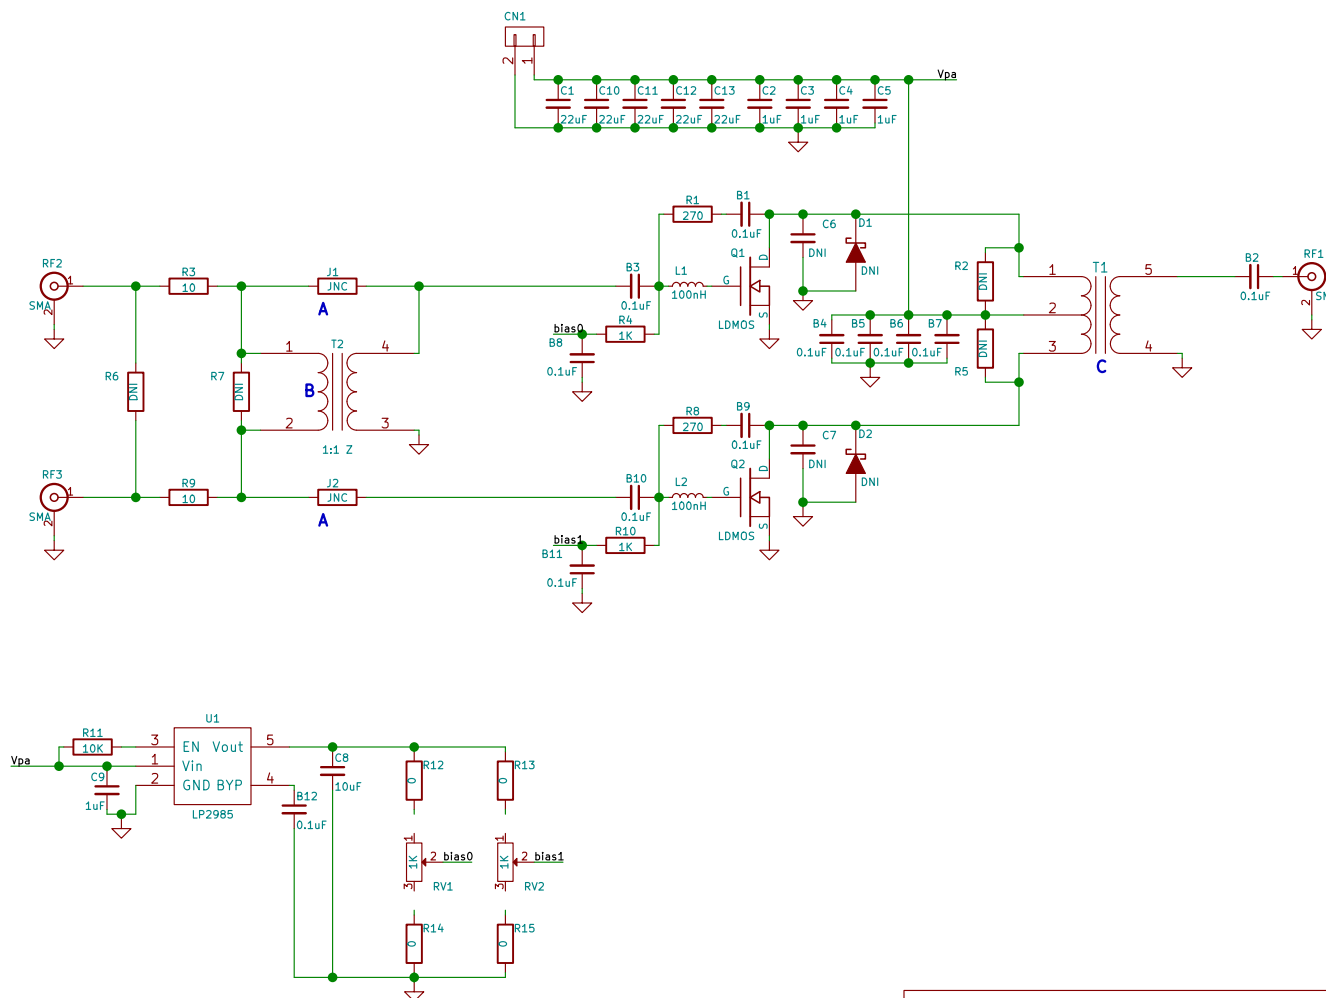 CN1
2 1
Vpa
C1 C10 C11 C12 C13 C2 C3 C4 C5
22uF 22uF 22uF 22uF 22uF 1uF 1uF 1uF 1uF
R1 B1
270
0.1uF
C6 D1
Q1 D
DNI DNI
RF2 1
SMA 2
R3
10
J1
JNC
A
B3
0.1uF
L1
100nH
G
S
LDMOS
bias0
R4
1K
B8
0.1uF
B4 B5 B6 B7
0.1uF 0.1uF 0.1uF 0.1uF
R2
DNI
R5
DNI
1 T1 5
2
3 4
C
B2
0.1uF
RF1
1
2
SM
R6
DNI
R7
DNI
1 T2 4
B
2 3
1:1 Z
R8 B9
270
0.1uF
C7 D2
Q2 D
DNI DNI
RF3 1
SMA 2
R9
10
J2
JNC
A
B10
0.1uF
L2
100nH
G
S
LDMOS
bias1
R10
1K
B11
0.1uF
U1
R11
10K
Vpa
3 EN Vout 5
1 Vin
2 GND BYP 4
LP2985
C9
1uF
B12
0.1uF
C8
10uF
R12
0
R13
0
1
1K
3
2 bias0
RV1
1
1K
3
2 bias1
RV2
R14
0
R15
0